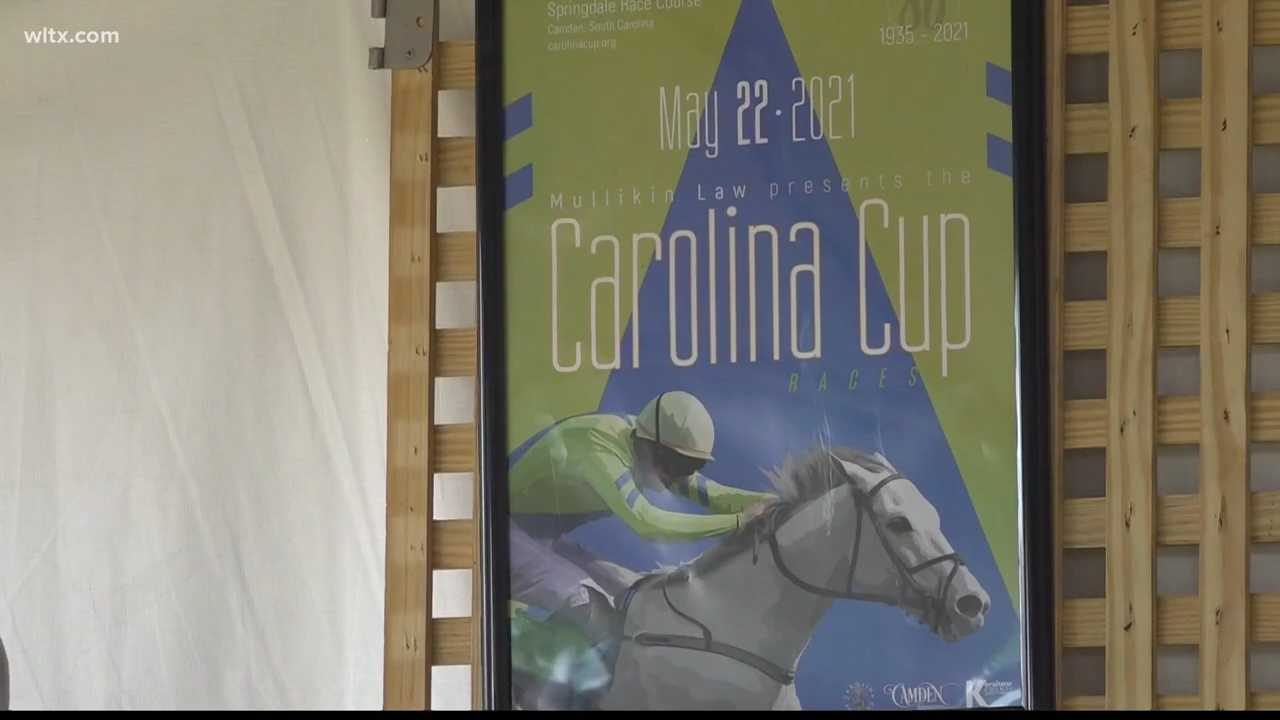 wltx.com
Springdale Race Course
Camden, South Carolina
carolinacup.org
1935 - 2021
May 22 · 2021
Mullikin Law presents the
Carolina Cup
RACES
CAMDEN